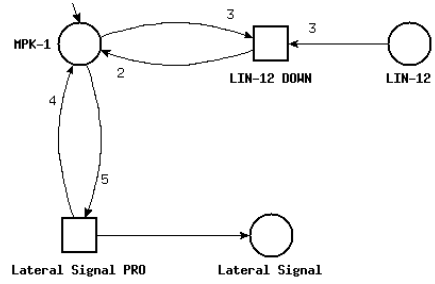 3
3
MPK-1
2
LIN-12 DOWN
LIN-12
4
5
Lateral Signal PRO
Lateral Signal